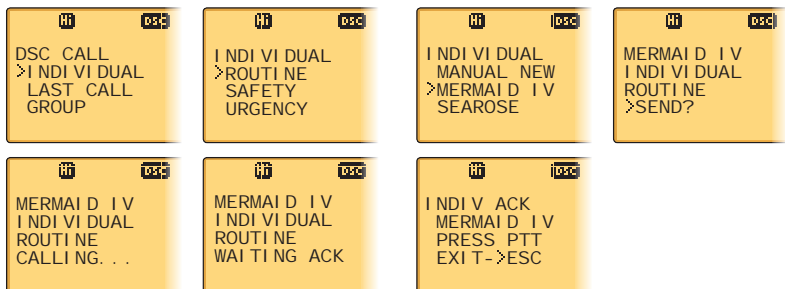 Hi DSC
DSC CALL
>INDIVIDUAL
LAST CALL
GROUP
Hi DSC
INDIVIDUAL
>ROUTINE
SAFETY
URGENCY
Hi DSC
INDIVIDUAL
MANUAL NEW
>MERMAID IV
SEAROSE
Hi DSC
MERMAID IV
INDIVIDUAL
ROUTINE
>SEND?
Hi DSC
MERMAID IV
INDIVIDUAL
ROUTINE
CALLING...
Hi DSC
MERMAID IV
INDIVIDUAL
ROUTINE
WAITING ACK
Hi DSC
INDIV ACK
MERMAID IV
PRESS PTT
EXIT->ESC